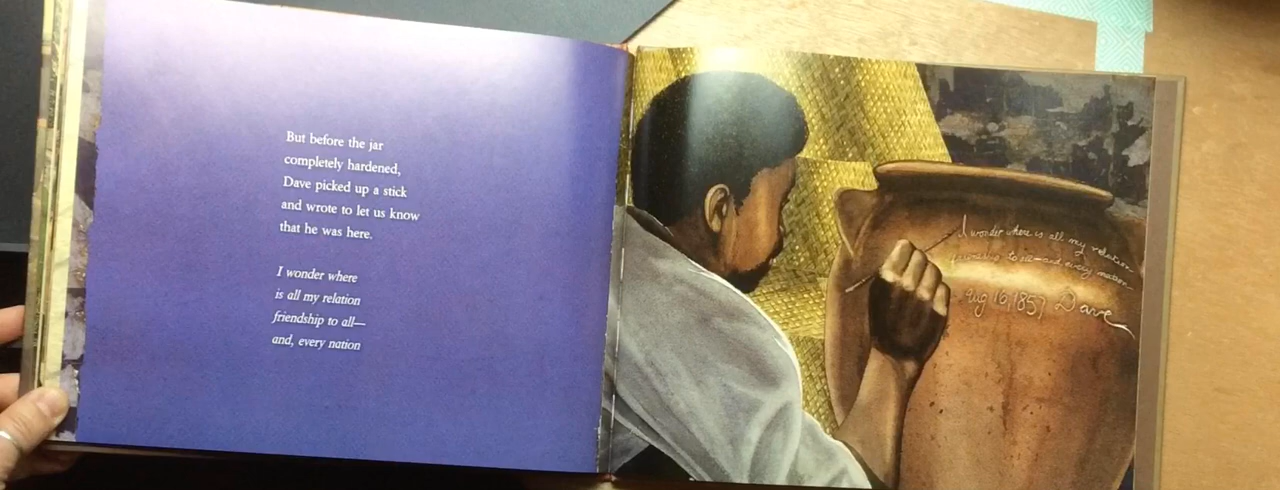 But before the jar
completely hardened,
Dave picked up a stick
and wrote to let us know
that he was here.
I wonder where
is all my relation
friendship to all—
and, every nation
I wonder where is all my relation
friendship to all—and every nation—
Aug 16, 1857 Dave